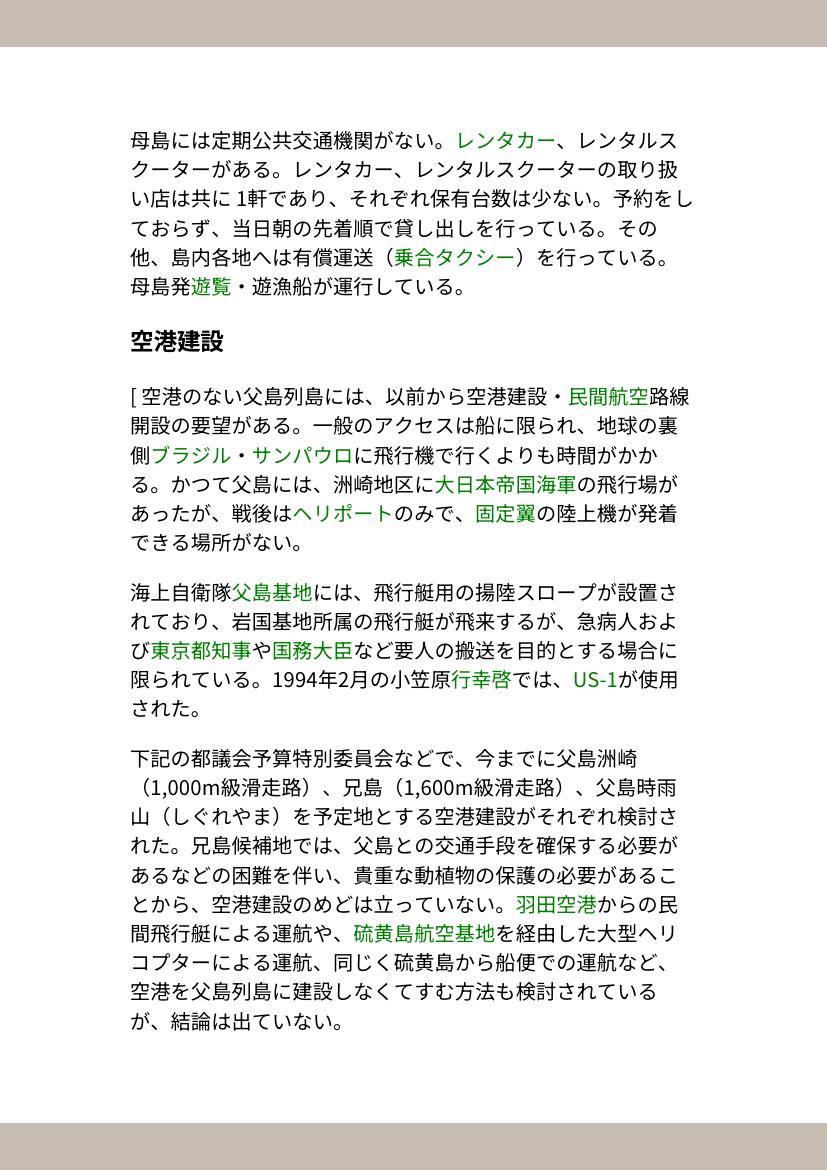 母島には定期公共交通機関がない。レンタカー、レンタルス
クーターがある。レンタカー、レンタルスクーターの取り扱
い店は共に 1軒であり、それぞれ保有台数は少ない。予約をし
ておらず、当日朝の先着順で貸し出しを行っている。その
他、島内各地へは有償運送（乗合タクシー）を行っている。
母島発遊覧・遊漁船が運行している。
空港建設
[ 空港のない父島列島には、以前から空港建設・民間航空路線
開設の要望がある。一般のアクセスは船に限られ、地球の裏
側ブラジル・サンパウロに飛行機で行くよりも時間がかか
る。かつて父島には、洲崎地区に大日本帝国海軍の飛行場が
あったが、戦後はヘリポートのみで、固定翼の陸上機が発着
できる場所がない。
海上自衛隊父島基地には、飛行艇用の揚陸スロープが設置さ
れており、岩国基地所属の飛行艇が飛来するが、急病人およ
び東京都知事や国務大臣など要人の搬送を目的とする場合に
限られている。1994年2月の小笠原行幸啓では、US-1が使用
された。
下記の都議会予算特別委員会などで、今までに父島洲崎
（1,000m級滑走路）、兄島（1,600m級滑走路）、父島時雨
山（しぐれやま）を予定地とする空港建設がそれぞれ検討さ
れた。兄島候補地では、父島との交通手段を確保する必要が
あるなどの困難を伴い、貴重な動植物の保護の必要があるこ
とから、空港建設のめどは立っていない。羽田空港からの民
間飛行艇による運航や、硫黄島航空基地を経由した大型ヘリ
コプターによる運航、同じく硫黄島から船便での運航など、
空港を父島列島に建設しなくてすむ方法も検討されている
が、結論は出ていない。